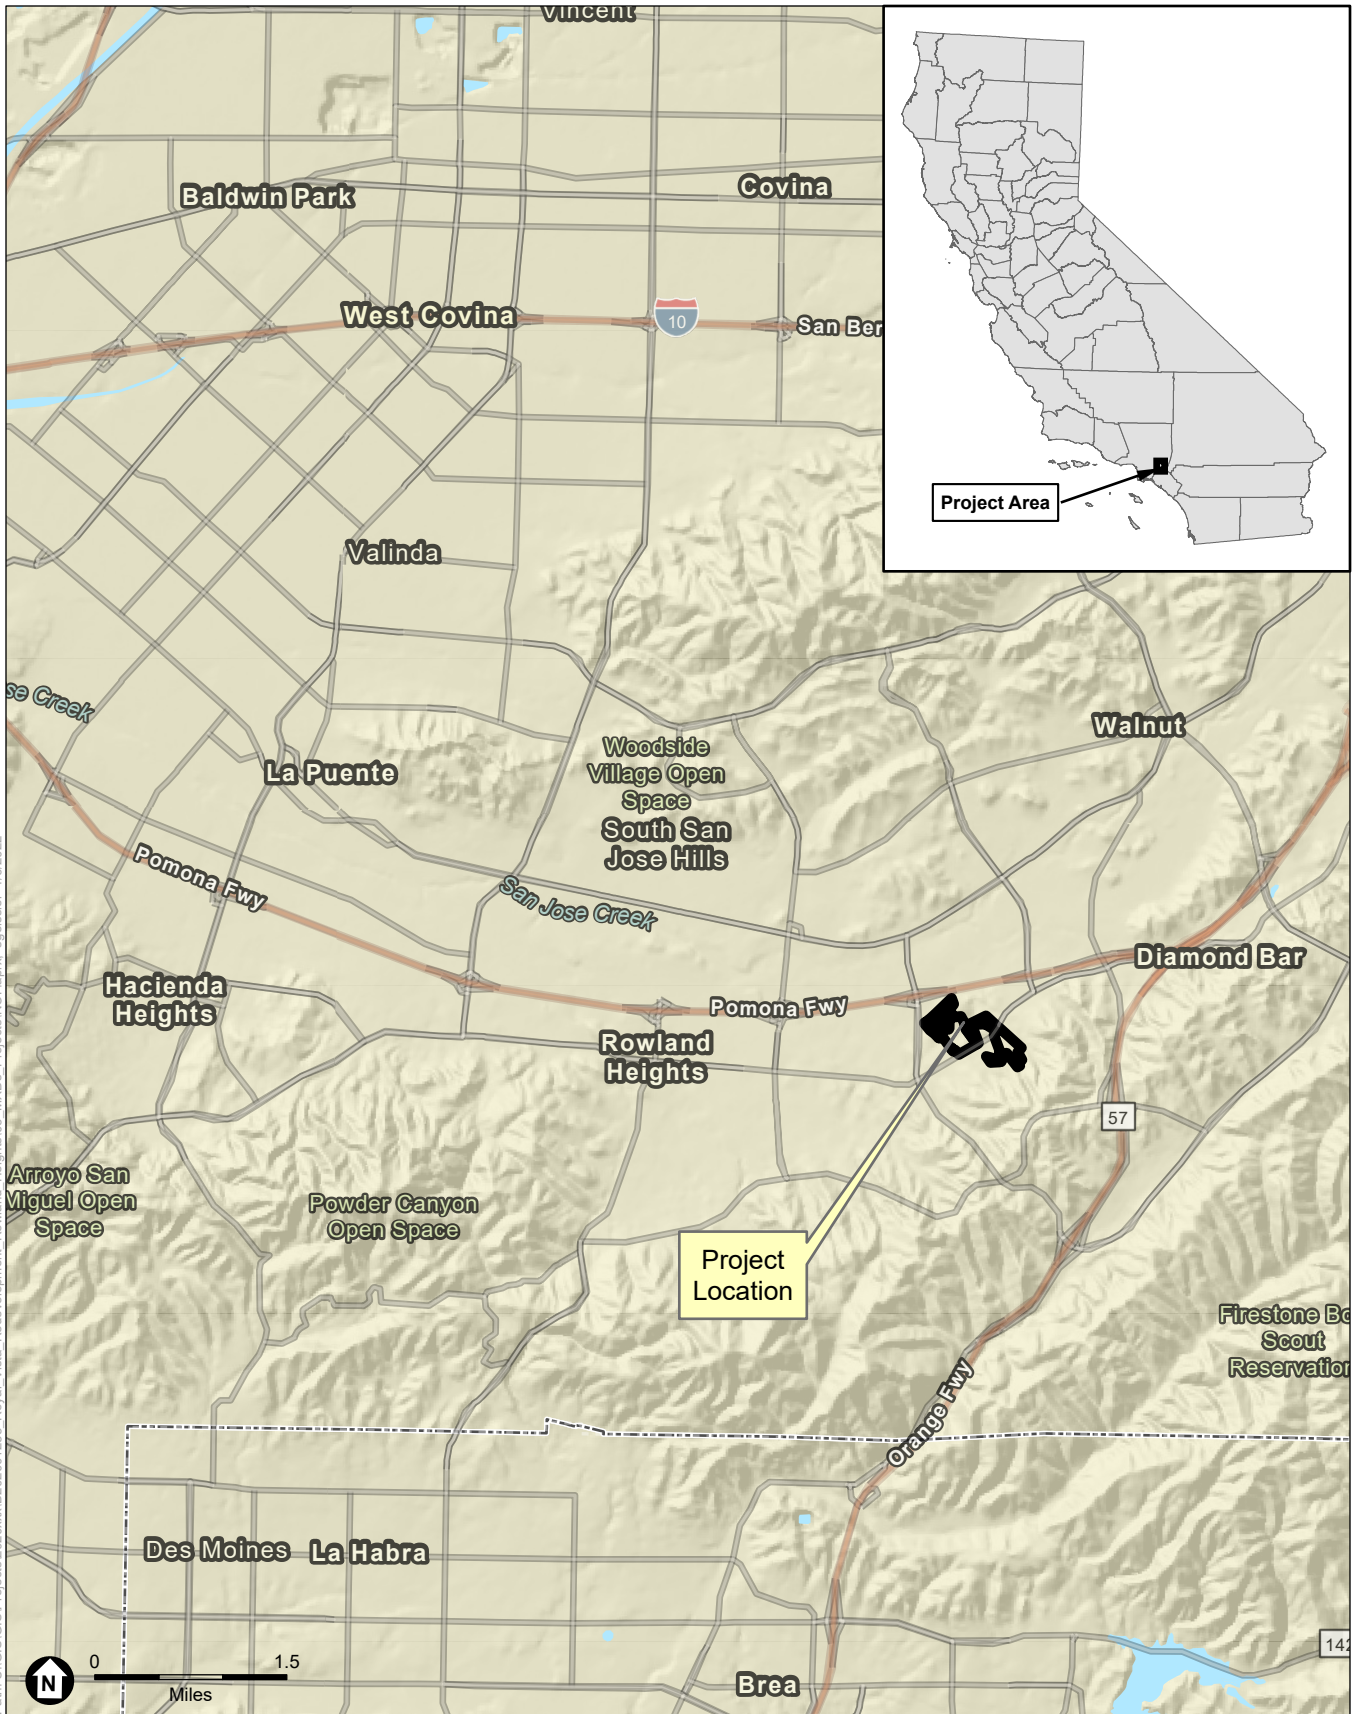 Vincent
Baldwin Park
Covina
West Covina
10
San Ber
Project Area
Valinda
se Creek
Walnut
Woodside
Village Open
Space
La Puente
South San
Jose Hills
Pomona Fwy
San Jose Creek
Diamond Bar
Hacienda
Heights
Pomona Fwy
Rowland
Heights
57
Arroyo San
Miguel Open
Space
Powder Canyon
Open Space
Project
Location
Firestone Bo
Scout
Reservation
Orange Fwy
Des Moines
La Habra
142
N
0
1.5
Miles
Brea